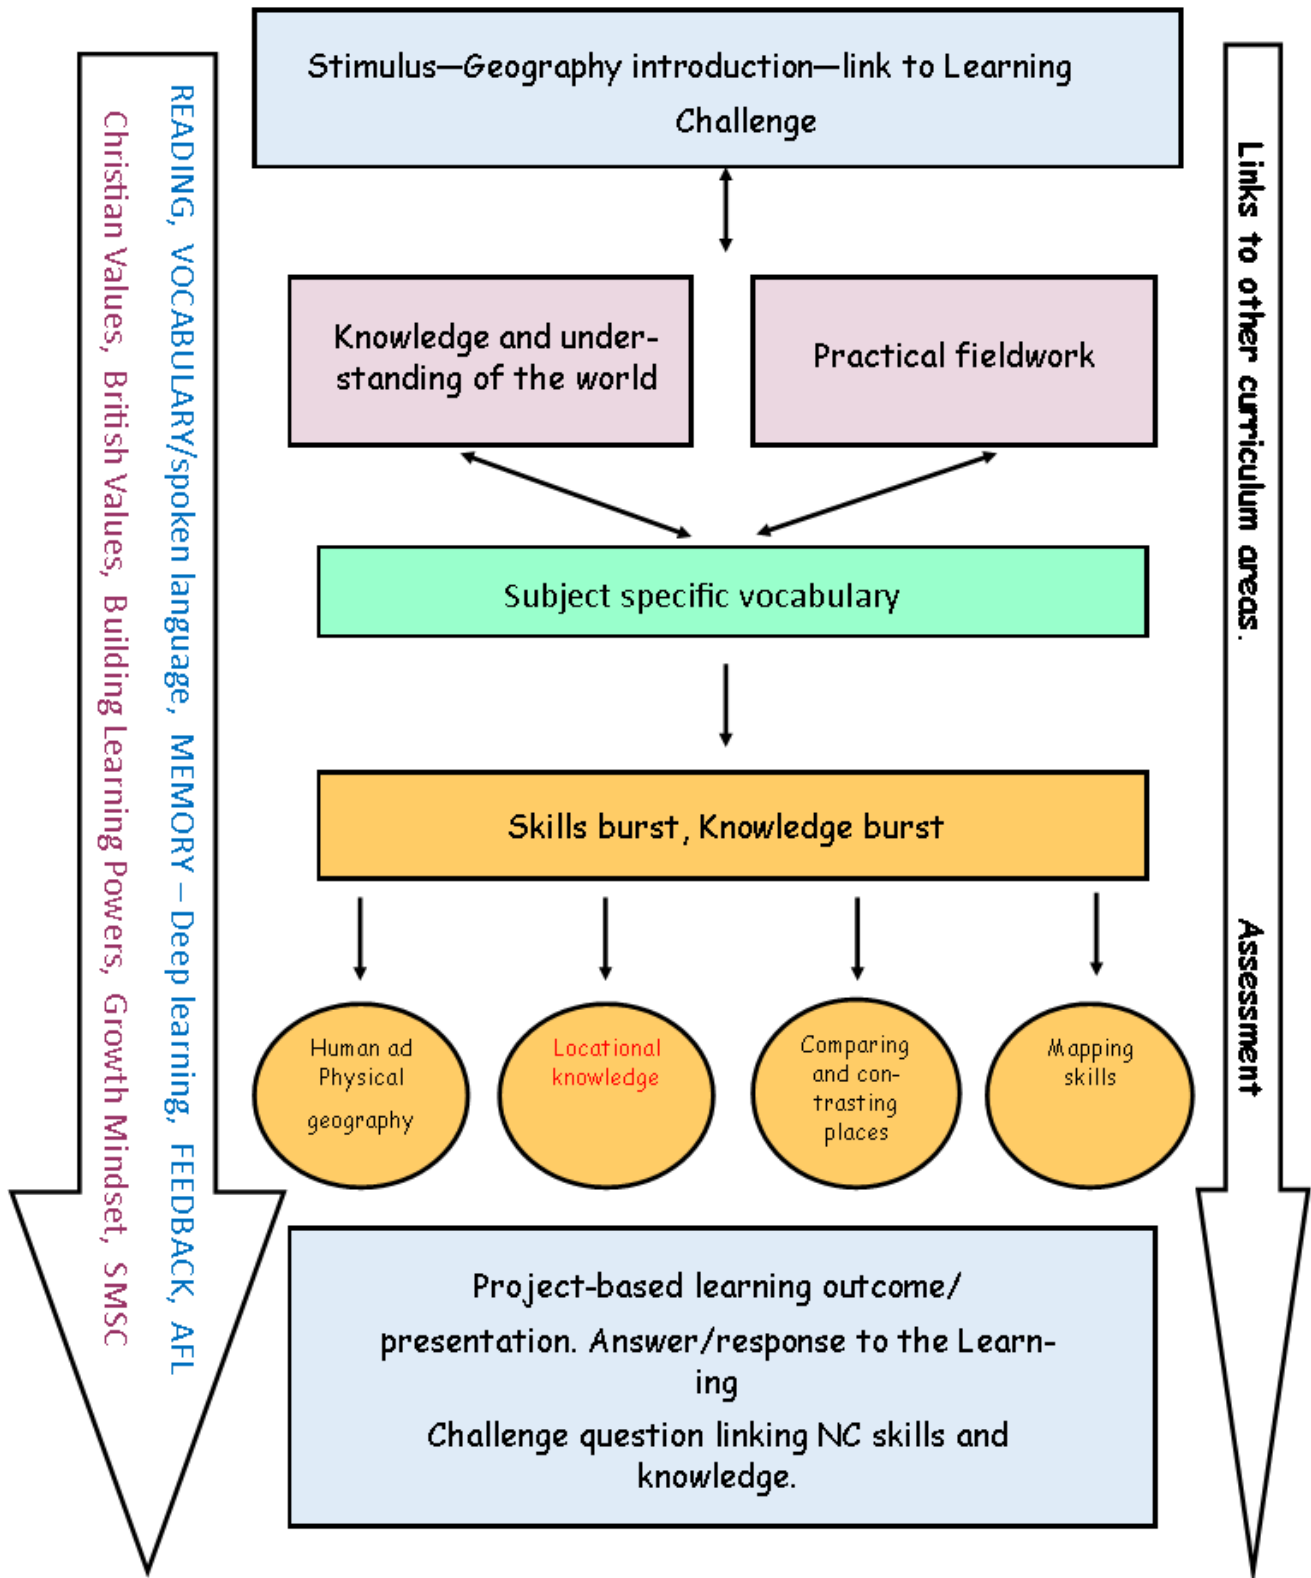 Stimulus—Geography introduction—link to Learning
Challenge
READING, VOCABULARY/spoken language, MEMORY – Deep learning, FEEDBACK, AFL
Christian Values, British Values, Building Learning Powers, Growth Mindset, SMSC
Links to other curriculum areas. Assessment
Knowledge and under-
standing of the world
Practical fieldwork
Subject specific vocabulary
Skills burst, Knowledge burst
Human ad
Physical
geography
Locational
knowledge
Comparing
and con-
trasting
places
Mapping
skills
Project-based learning outcome/
presentation. Answer/response to the Learn-
ing
Challenge question linking NC skills and
knowledge.